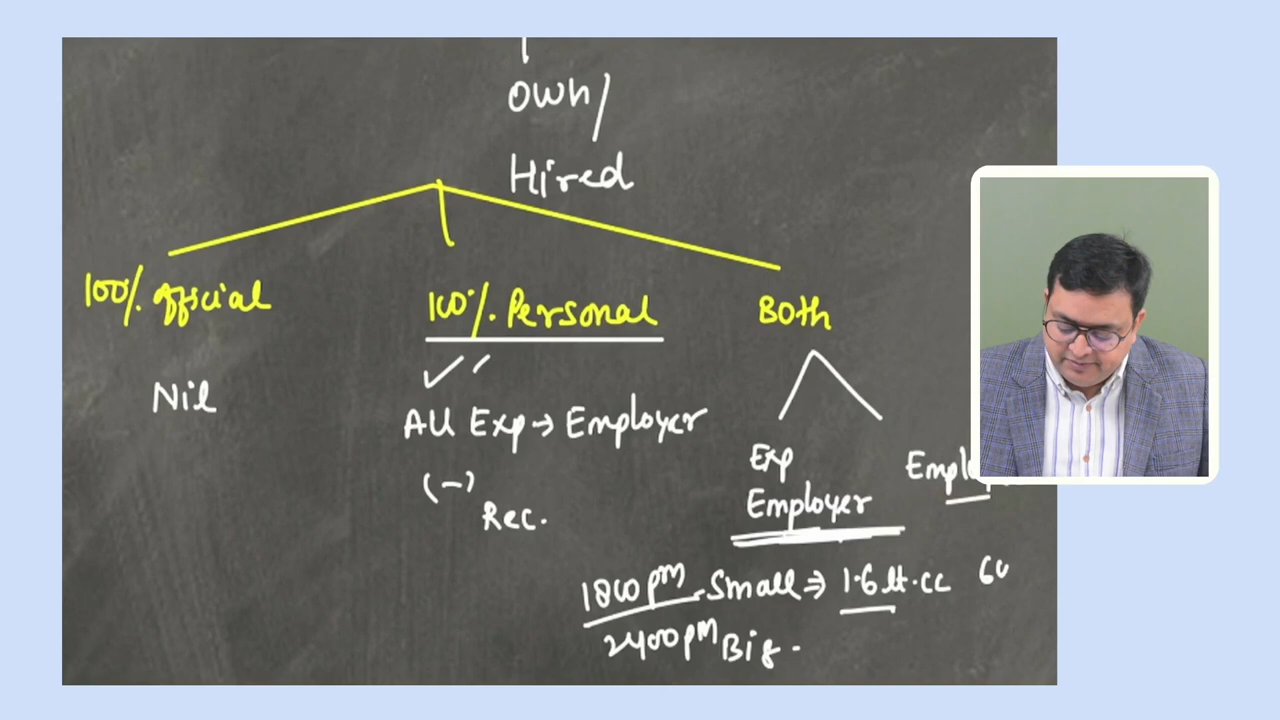 own/
Hired
100% official
100% Personal
Both
Nil
All Exp → Employer
(-)
Rec.
Exp
Employer
1800 pm Small ⇒ 1.6 lt. cc
2400 pm Big.